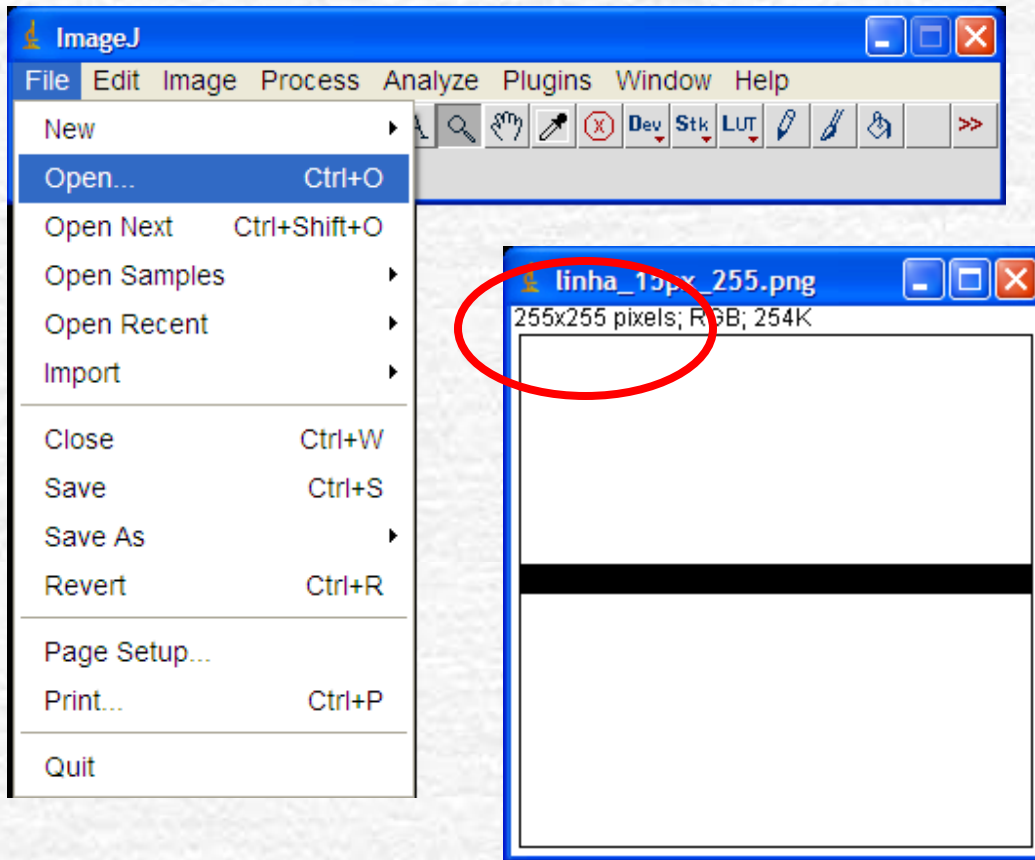 ImageJ
File Edit Image Process Analyze Plugins Window Help
Dev Stk LUT >>
New
Open... Ctrl+O
Open Next Ctrl+Shift+O
Open Samples
Open Recent
Import
Close Ctrl+W
Save Ctrl+S
Save As
Revert Ctrl+R
Page Setup...
Print... Ctrl+P
Quit
linha_15px_255.png
255x255 pixels; RGB; 254K